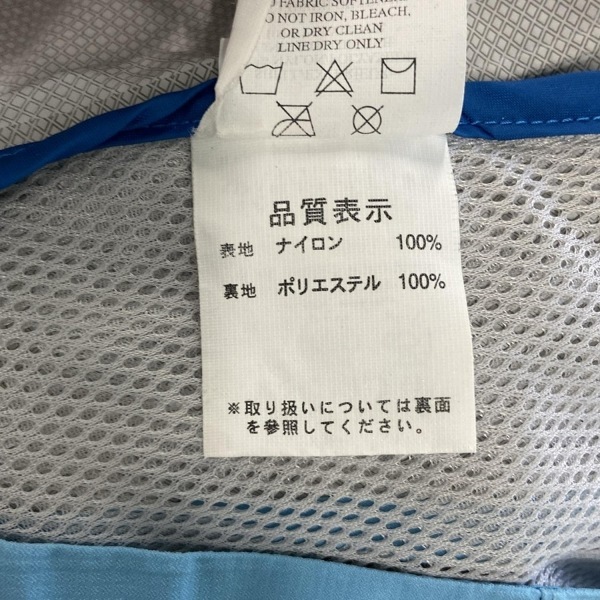 FABRIC SOFTENER
NOT IRON, BLEACH,
OR DRY CLEAN
LINE DRY ONLY
品質表示
表地 ナイロン 100%
裏地 ポリエステル 100%
※取り扱いについては裏面
を参照してください。